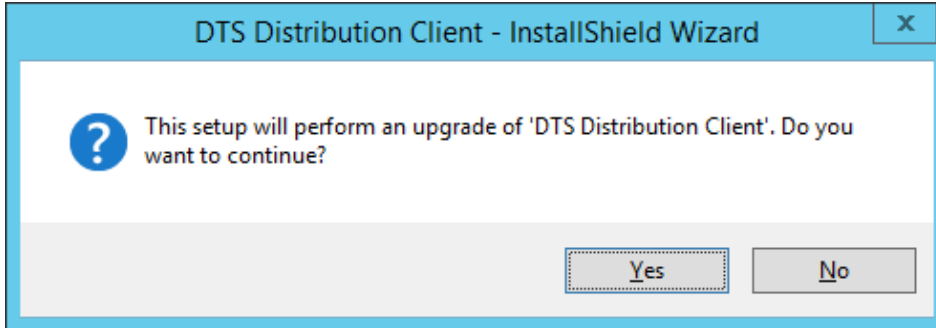 DTS Distribution Client - InstallShield Wizard
x
This setup will perform an upgrade of 'DTS Distribution Client'. Do you
want to continue?
Yes
No